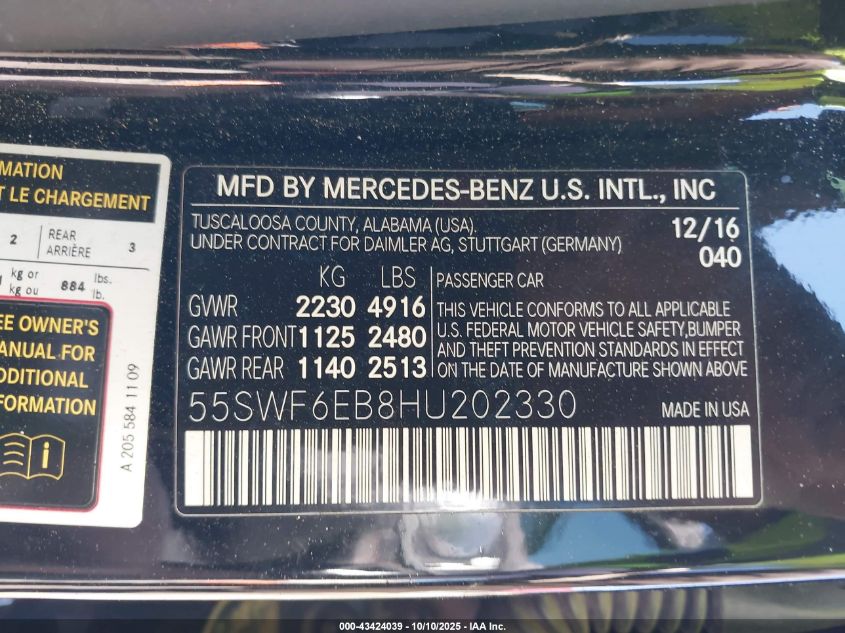 MATION
T LE CHARGEMENT
2 REAR ARRIÈRE 3
kg or kg ou 884 lbs. lb.
EE OWNER'S
ANUAL FOR
DDITIONAL
FORMATION
i
A 205 584 11 09
MFD BY MERCEDES-BENZ U.S. INTL., INC
TUSCALOOSA COUNTY, ALABAMA (USA).
UNDER CONTRACT FOR DAIMLER AG, STUTTGART (GERMANY)
12/16
040
KG LBS
GVWR 2230 4916
GAWR FRONT 1125 2480
GAWR REAR 1140 2513
PASSENGER CAR
THIS VEHICLE CONFORMS TO ALL APPLICABLE
U.S. FEDERAL MOTOR VEHICLE SAFETY,BUMPER
AND THEFT PREVENTION STANDARDS IN EFFECT
ON THE DATE OF MANUFACTURE SHOWN ABOVE
55SWF6EB8HU202330
MADE IN USA
000-43424039 - 10/10/2025 - IAA Inc.